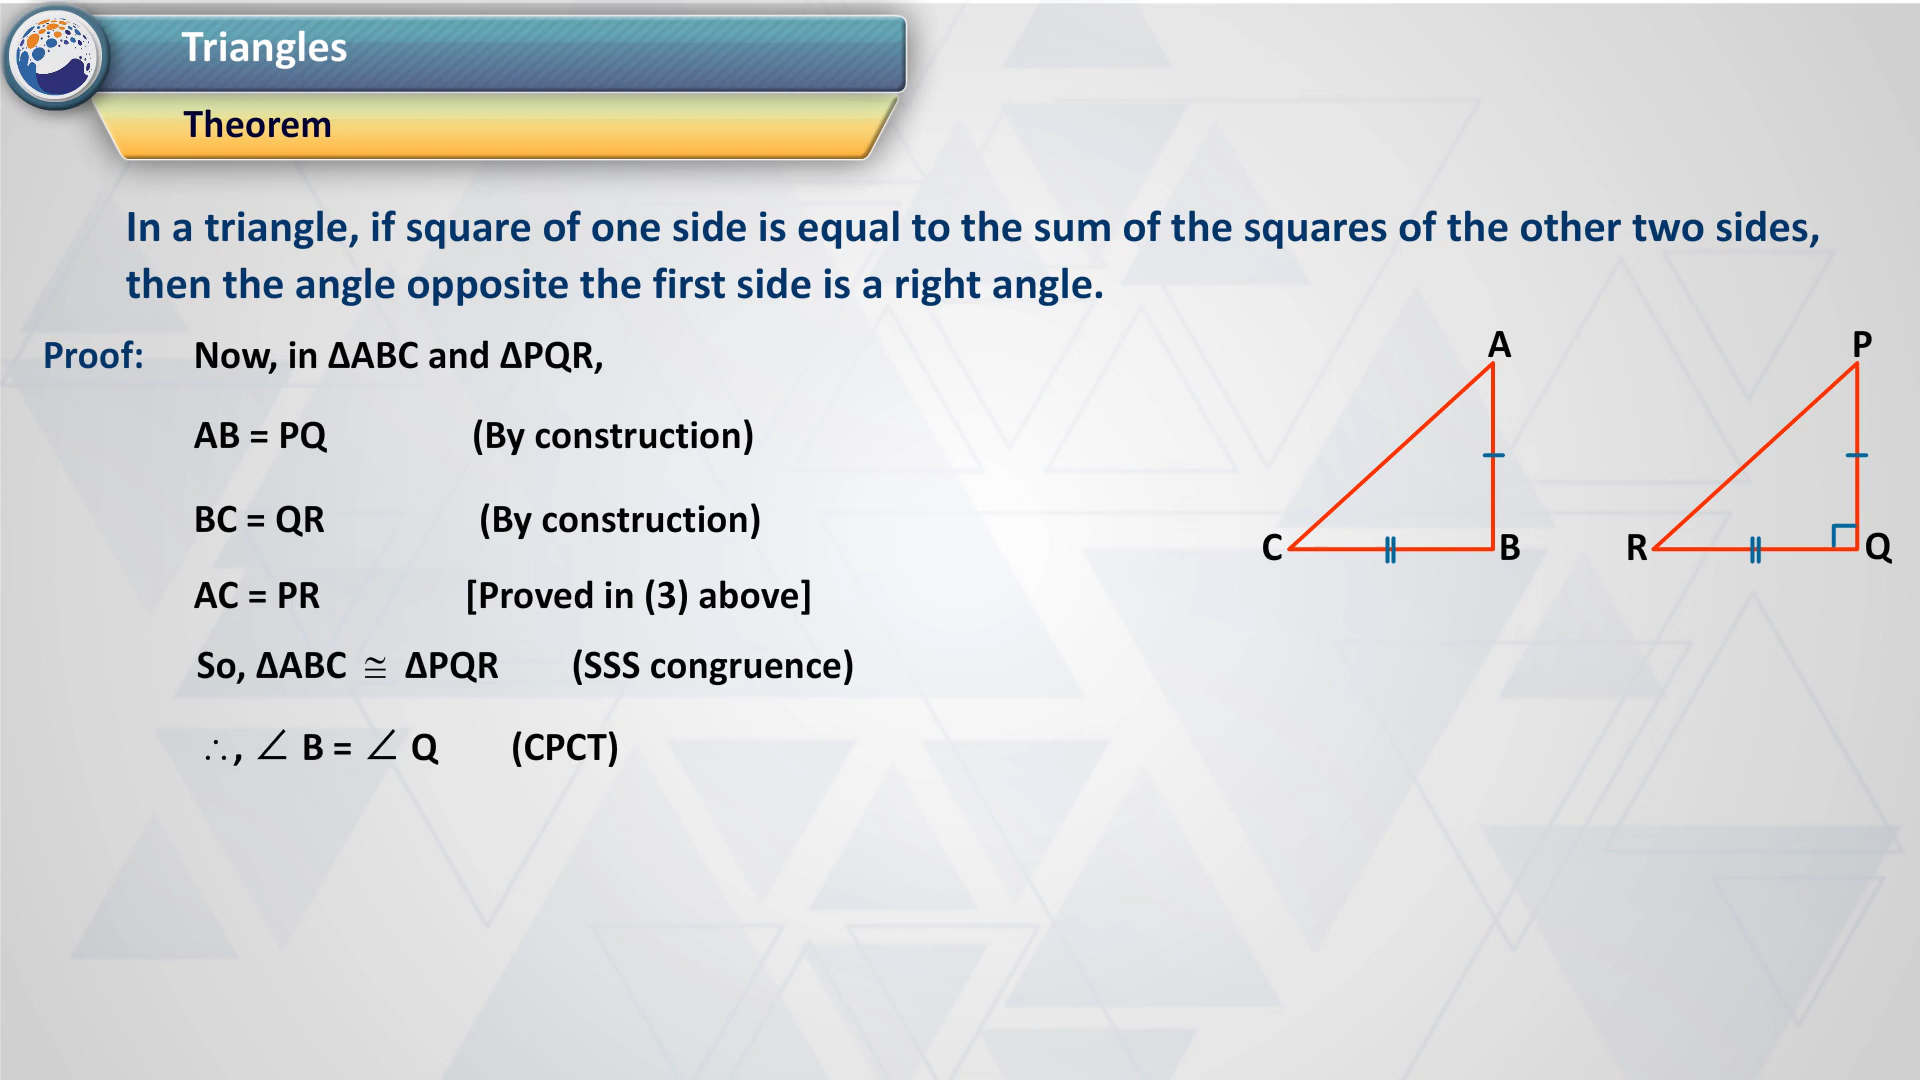 Triangles
Theorem
In a triangle, if square of one side is equal to the sum of the squares of the other two sides,
then the angle opposite the first side is a right angle.
Proof: Now, in ΔABC and ΔPQR,
AB = PQ (By construction)
BC = QR (By construction)
AC = PR [Proved in (3) above]
So, ΔABC ≅ ΔPQR (SSS congruence)
∴, ∠ B = ∠ Q (CPCT)
A
C
B
P
R
Q